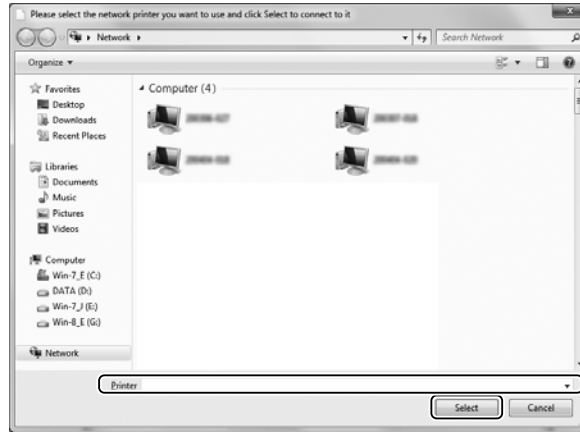 Please select the network printer you want to use and click Select to connect to it
Network
Search Network
Organize
Favorites
Desktop
Downloads
Recent Places
Libraries
Documents
Music
Pictures
Videos
Computer
Win-7_E (C:)
DATA (D:)
Win-7_J (E:)
Win-8_E (G:)
Network
Computer (4)
Printer
Select
Cancel